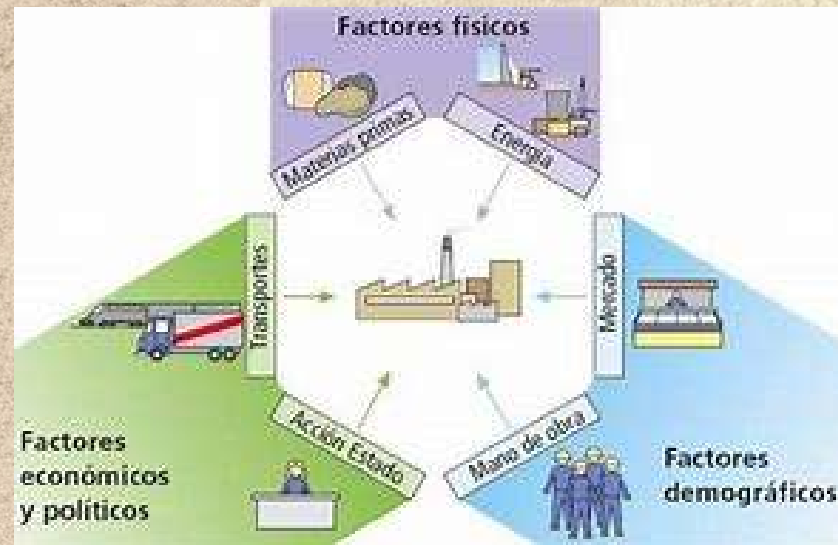 Factores físicos
Materias primas
Energía
Transportes
Mercado
Acción Estado
Mano de obra
Factores
económicos
y políticos
Factores
demográficos